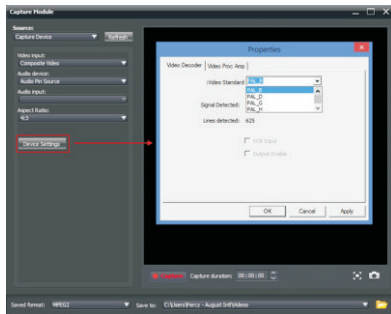 Capture Module
Source:
Capture Device
Refresh
Video input:
Composite Video
Audio device:
Audio Pin Source
Audio input:
Aspect Ratio:
4:3
Device Settings
Properties
Video Decoder
Video Proc Amp
Video Standard
PAL_B
PAL_B
PAL_D
PAL_G
PAL_H
Signal Detected:
Lines detected: 625
VCR Input
Output Enable
OK
Cancel
Apply
Capture duration: 00:00:00
Saved format: MPEG2
Save to: C:\Users\Percy - August Intl\Videos